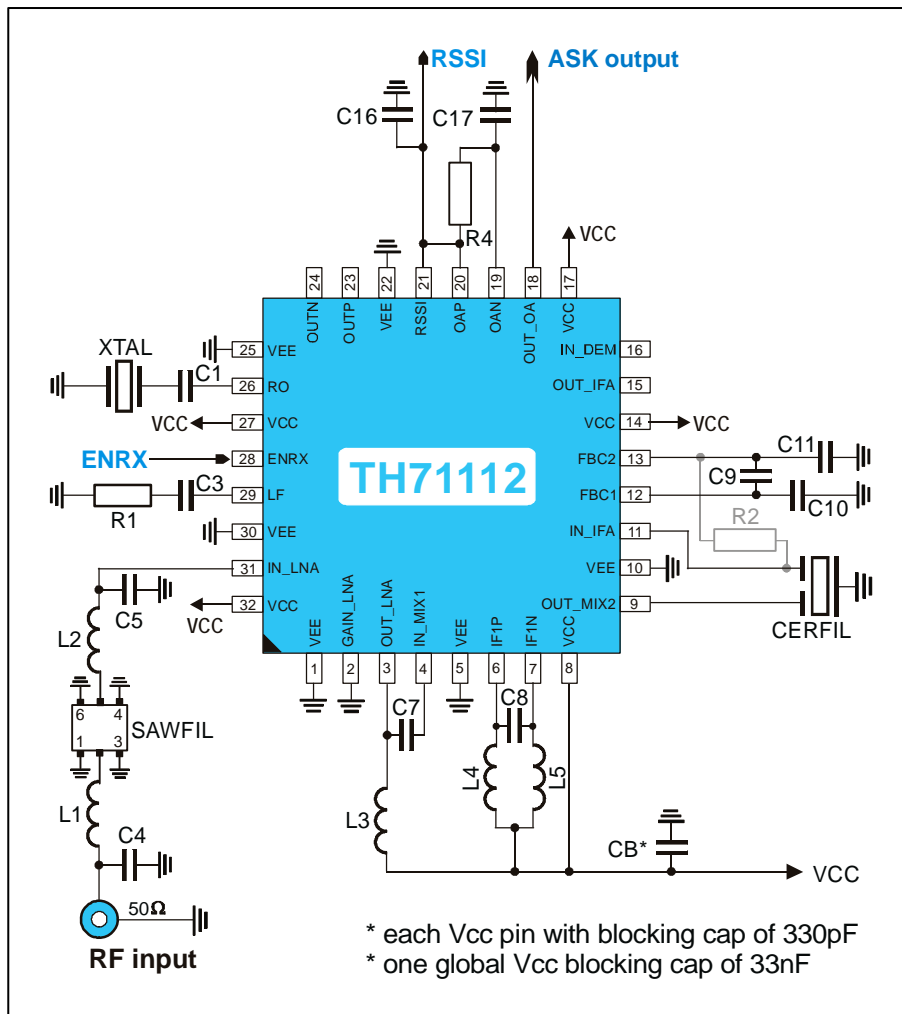 RSSI
ASK output
C16
C17
R4
VCC
24
23
22
21
20
19
18
17
OUTN
OUTP
VEE
RSSI
OAP
OAN
OUT_OA
VCC
XTAL
C1
25
VEE
IN_DEM
16
26
RO
OUT_IFA
15
VCC
27
VCC
VCC
14
VCC
ENRX
28
ENRX
FBC2
13
C11
C9
TH71112
C3
29
LF
FBC1
12
C10
R1
30
VEE
IN_IFA
11
R2
31
IN_LNA
VEE
10
C5
VCC
32
VCC
OUT_MIX2
9
CERFIL
VEE
GAIN_LNA
OUT_LNA
IN_MIX1
VEE
IF1P
IF1N
VCC
1
2
3
4
5
6
7
8
L2
6
4
1
3
SAWFIL
C7
C8
L4
L5
L1
L3
C4
CB*
VCC
50Ω
RF input
* each Vcc pin with blocking cap of 330pF
* one global Vcc blocking cap of 33nF